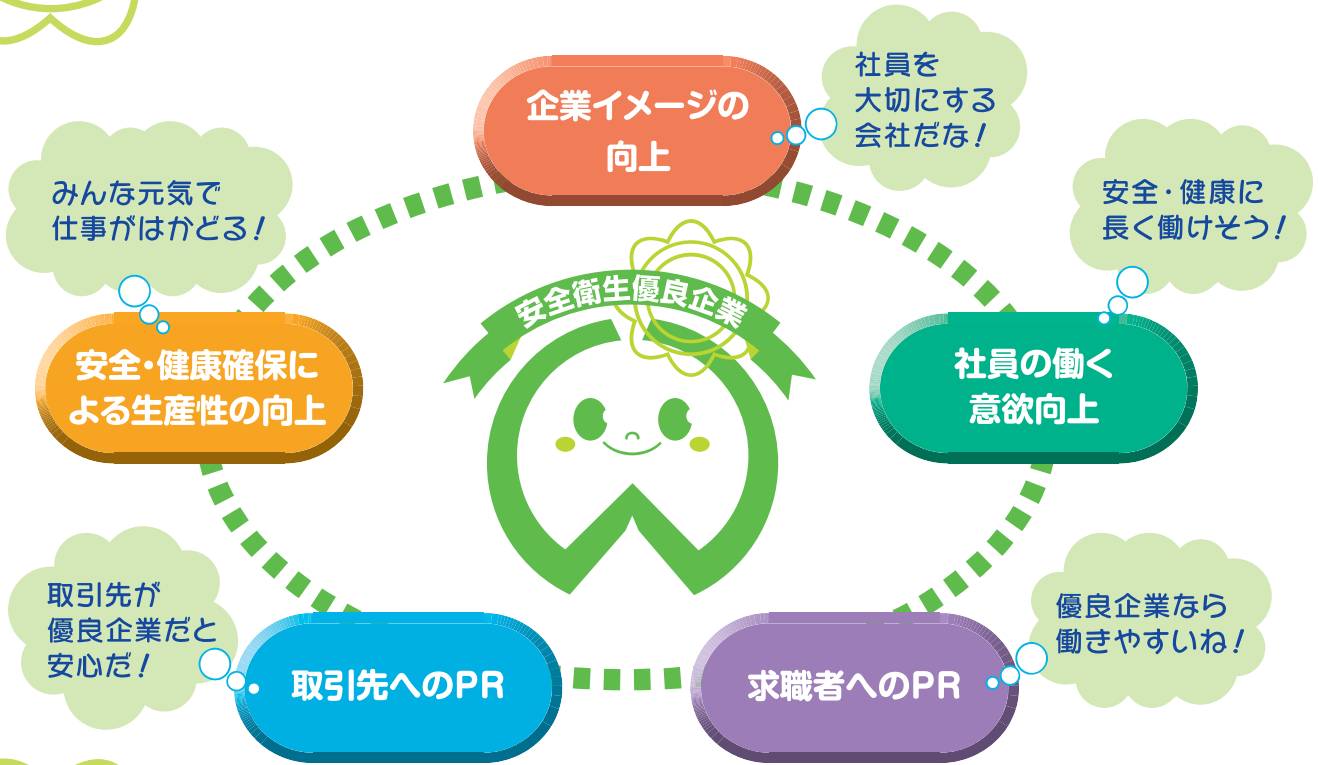 企業イメージの
向上
社員を
大切にする
会社だな！
みんな元気で
仕事がはかどる！
安全・健康に
長く働けそう！
安全衛生優良企業
安全・健康確保に
よる生産性の向上
社員の働く
意欲向上
取引先が
優良企業だと
安心だ！
取引先へのPR
求職者へのPR
優良企業なら
働きやすいね！